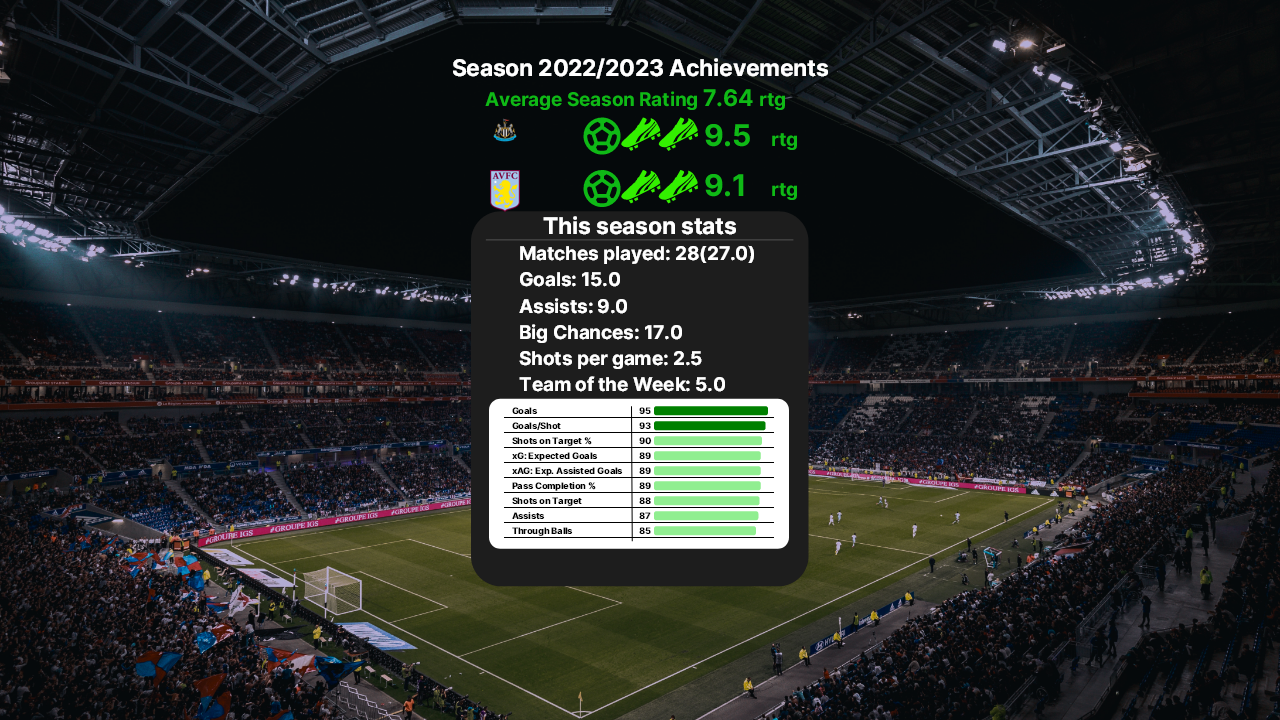 Season 2022/2023 Achievements
Average Season Rating 7.64 rtg
9.5 rtg
AVFC
9.1 rtg
This season stats
Matches played: 28(27.0)
Goals: 15.0
Assists: 9.0
Big Chances: 17.0
Shots per game: 2.5
Team of the Week: 5.0
Goals 95
Goals/Shot 93
Shots on Target % 90
xG: Expected Goals 89
xAG: Exp. Assisted Goals 89
Pass Completion % 89
Shots on Target 88
Assists 87
Through Balls 85
#GROUPE IGS
#GROUPE IGS
#GROUPE IGS
#GROUPE IGS